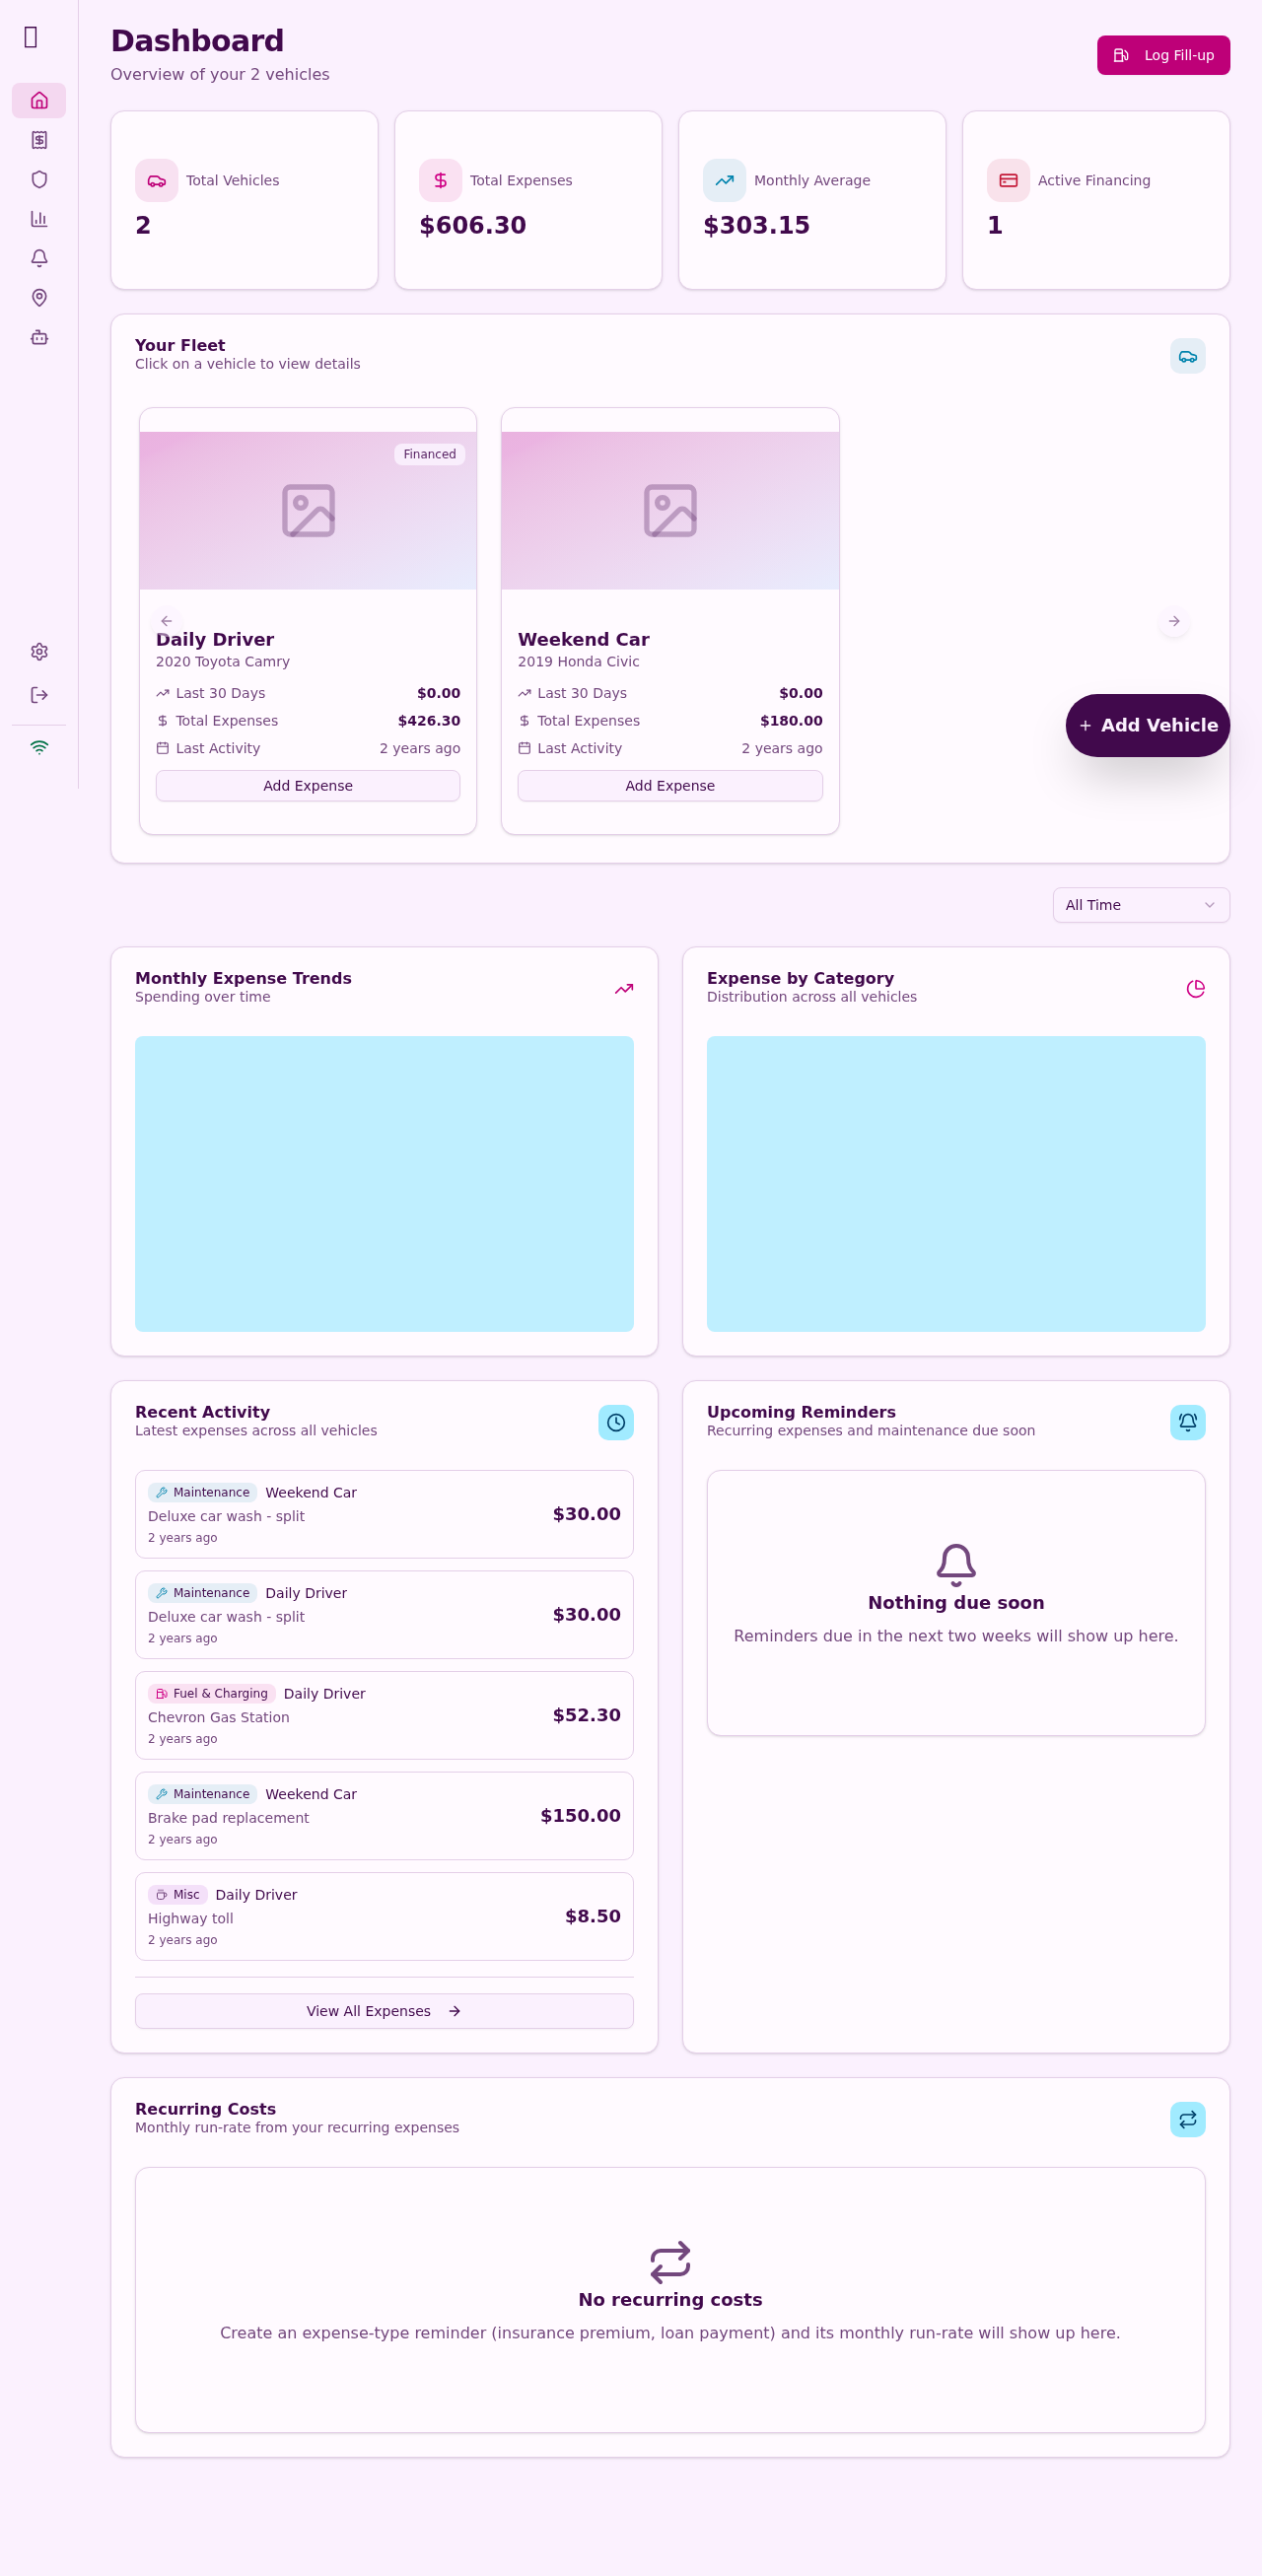 Dashboard
Overview of your 2 vehicles
Log Fill-up
Total Vehicles
2
Total Expenses
$606.30
Monthly Average
$303.15
Active Financing
1
Your Fleet
Click on a vehicle to view details
Financed
Daily Driver
2020 Toyota Camry
Last 30 Days $0.00
Total Expenses $426.30
Last Activity 2 years ago
Add Expense
Weekend Car
2019 Honda Civic
Last 30 Days $0.00
Total Expenses $180.00
Last Activity 2 years ago
Add Expense
Add Vehicle
All Time
Monthly Expense Trends
Spending over time
Expense by Category
Distribution across all vehicles
Recent Activity
Latest expenses across all vehicles
Maintenance Weekend Car
Deluxe car wash - split
2 years ago
$30.00
Maintenance Daily Driver
Deluxe car wash - split
2 years ago
$30.00
Fuel & Charging Daily Driver
Chevron Gas Station
2 years ago
$52.30
Maintenance Weekend Car
Brake pad replacement
2 years ago
$150.00
Misc Daily Driver
Highway toll
2 years ago
$8.50
View All Expenses
Upcoming Reminders
Recurring expenses and maintenance due soon
Nothing due soon
Reminders due in the next two weeks will show up here.
Recurring Costs
Monthly run-rate from your recurring expenses
No recurring costs
Create an expense-type reminder (insurance premium, loan payment) and its monthly run-rate will show up here.